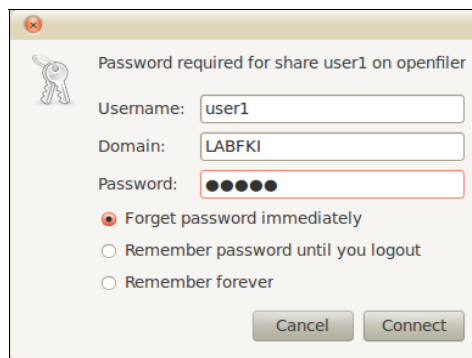 Password required for share user1 on openfiler
Username: user1
Domain: LABFKI
Password: ●●●●●
Forget password immediately
Remember password until you logout
Remember forever
Cancel Connect